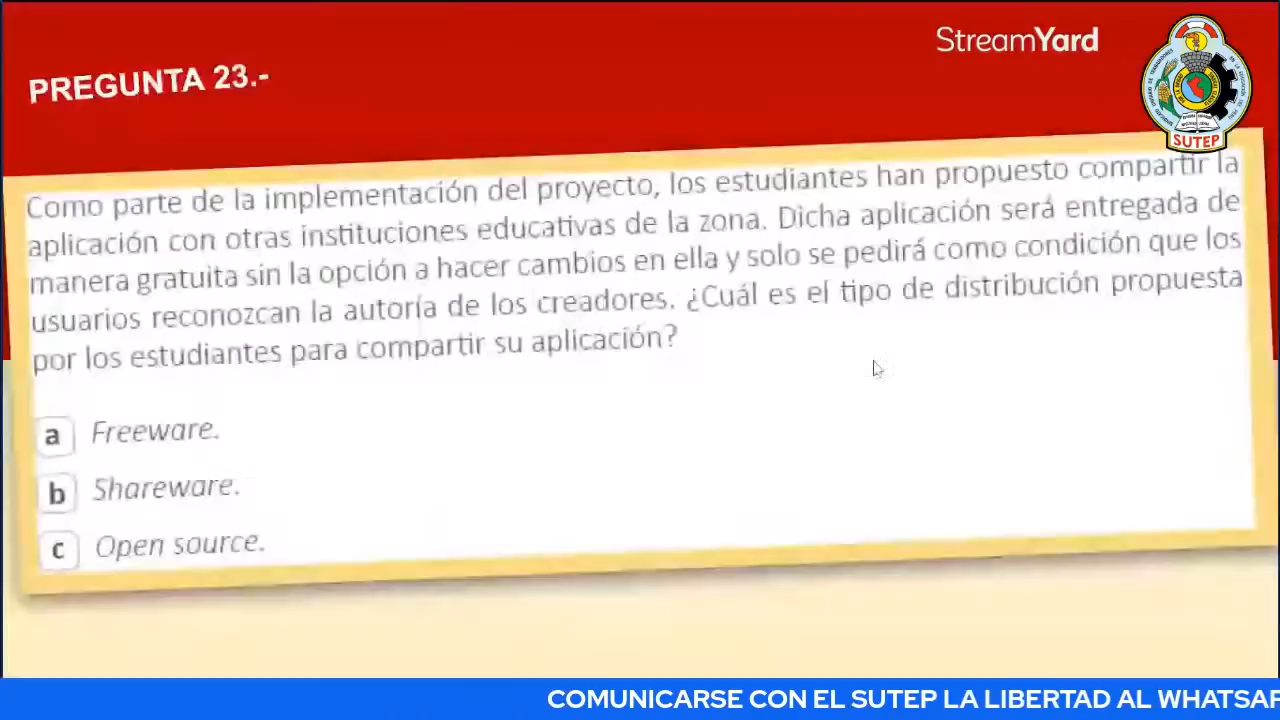 StreamYard
PREGUNTA 23.-
SUTEP
Como parte de la implementación del proyecto, los estudiantes han propuesto compartir la
aplicación con otras instituciones educativas de la zona. Dicha aplicación será entregada de
manera gratuita sin la opción a hacer cambios en ella y solo se pedirá como condición que los
usuarios reconozcan la autoría de los creadores. ¿Cuál es el tipo de distribución propuesta
por los estudiantes para compartir su aplicación?
a Freeware.
b Shareware.
c Open source.
COMUNICARSE CON EL SUTEP LA LIBERTAD AL WHATSAP